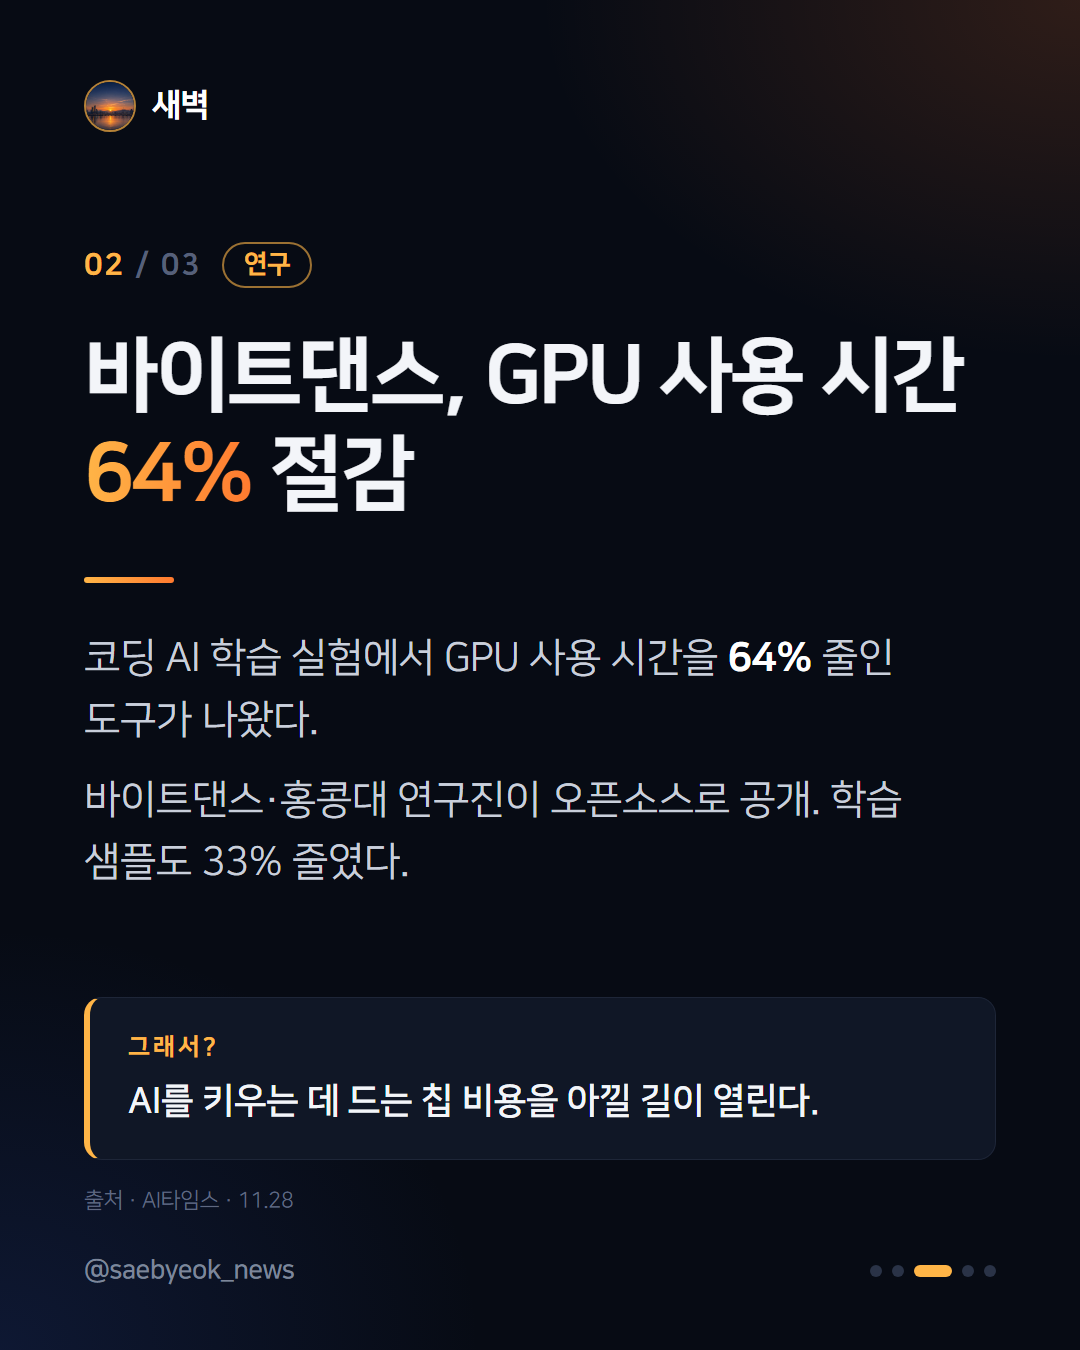 새벽
02 / 03 연구
바이트댄스, GPU 사용 시간
64% 절감
코딩 AI 학습 실험에서 GPU 사용 시간을 64% 줄인
도구가 나왔다.
바이트댄스·홍콩대 연구진이 오픈소스로 공개. 학습
샘플도 33% 줄였다.
그래서?
AI를 키우는 데 드는 칩 비용을 아낄 길이 열린다.
출처 · AI타임스 · 11.28
@saebyeok_news